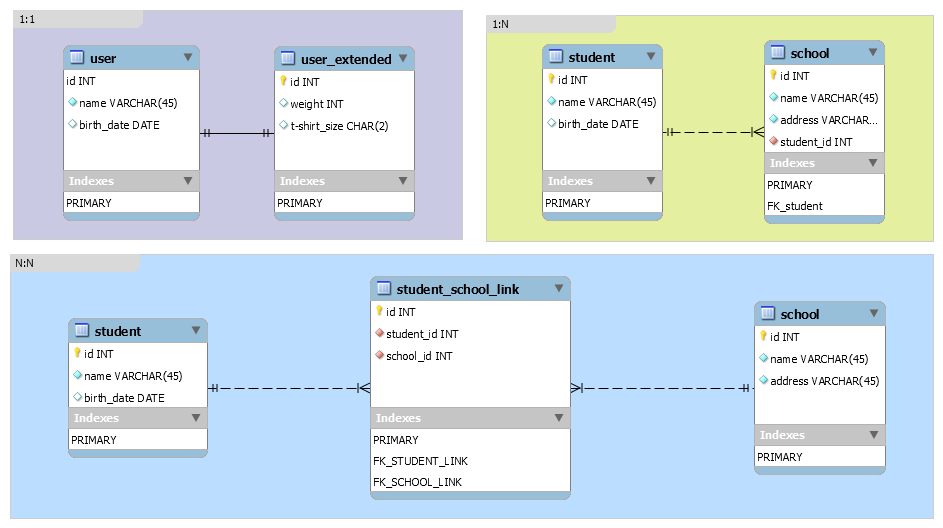 1:1
user
id INT
name VARCHAR(45)
birth_date DATE
Indexes
PRIMARY
user_extended
id INT
weight INT
t-shirt_size CHAR(2)
Indexes
PRIMARY
1:N
student
id INT
name VARCHAR(45)
birth_date DATE
Indexes
PRIMARY
school
id INT
name VARCHAR(45)
address VARCHAR...
student_id INT
Indexes
PRIMARY
FK_student
N:N
student
id INT
name VARCHAR(45)
birth_date DATE
Indexes
PRIMARY
student_school_link
id INT
student_id INT
school_id INT
Indexes
PRIMARY
FK_STUDENT_LINK
FK_SCHOOL_LINK
school
id INT
name VARCHAR(45)
address VARCHAR(45)
Indexes
PRIMARY